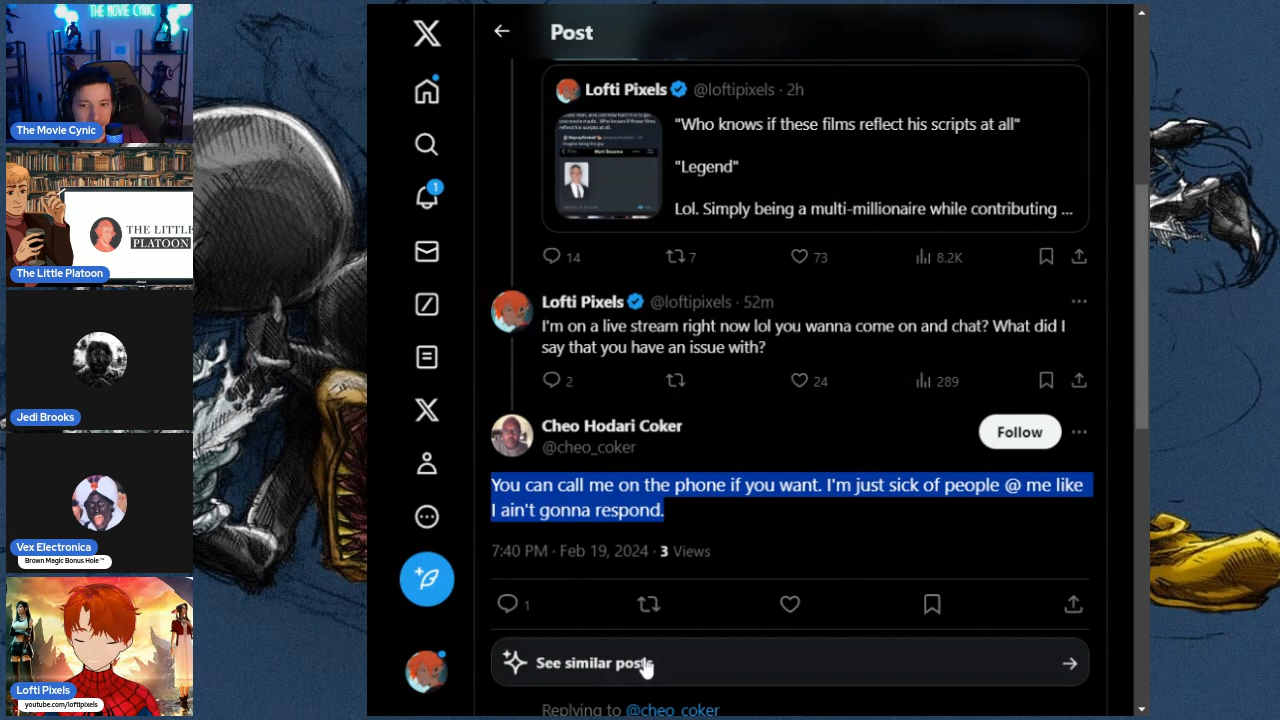 THE MOVIE CYNIC
The Movie Cynic
THE LITTLE
PLATOON
The Little Platoon
Jedi Brooks
Vex Electronica
Brown Magic Bonus Hole ™
Lofti Pixels
youtube.com/loftipixels
Post
Lofti Pixels @loftipixels · 2h
"Who knows if these films reflect his scripts at all"
"Legend"
Lol. Simply being a multi-millionaire while contributing ...
14 7 73 8.2K
Lofti Pixels @loftipixels · 52m
I'm on a live stream right now lol you wanna come on and chat? What did I
say that you have an issue with?
2 24 289
1
Cheo Hodari Coker
@cheo_coker
Follow
You can call me on the phone if you want. I'm just sick of people @ me like
I ain't gonna respond.
7:40 PM · Feb 19, 2024 · 3 Views
1
See similar posts
Replying to @cheo_coker